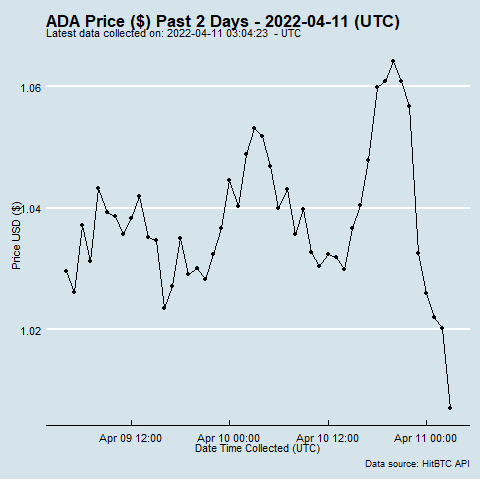 ADA Price ($) Past 2 Days - 2022-04-11 (UTC)
Latest data collected on: 2022-04-11 03:04:23 - UTC
1.06
1.04
1.02
Price USD ($)
Apr 09 12:00
Apr 10 00:00
Apr 10 12:00
Apr 11 00:00
Date Time Collected (UTC)
Data source: HitBTC API